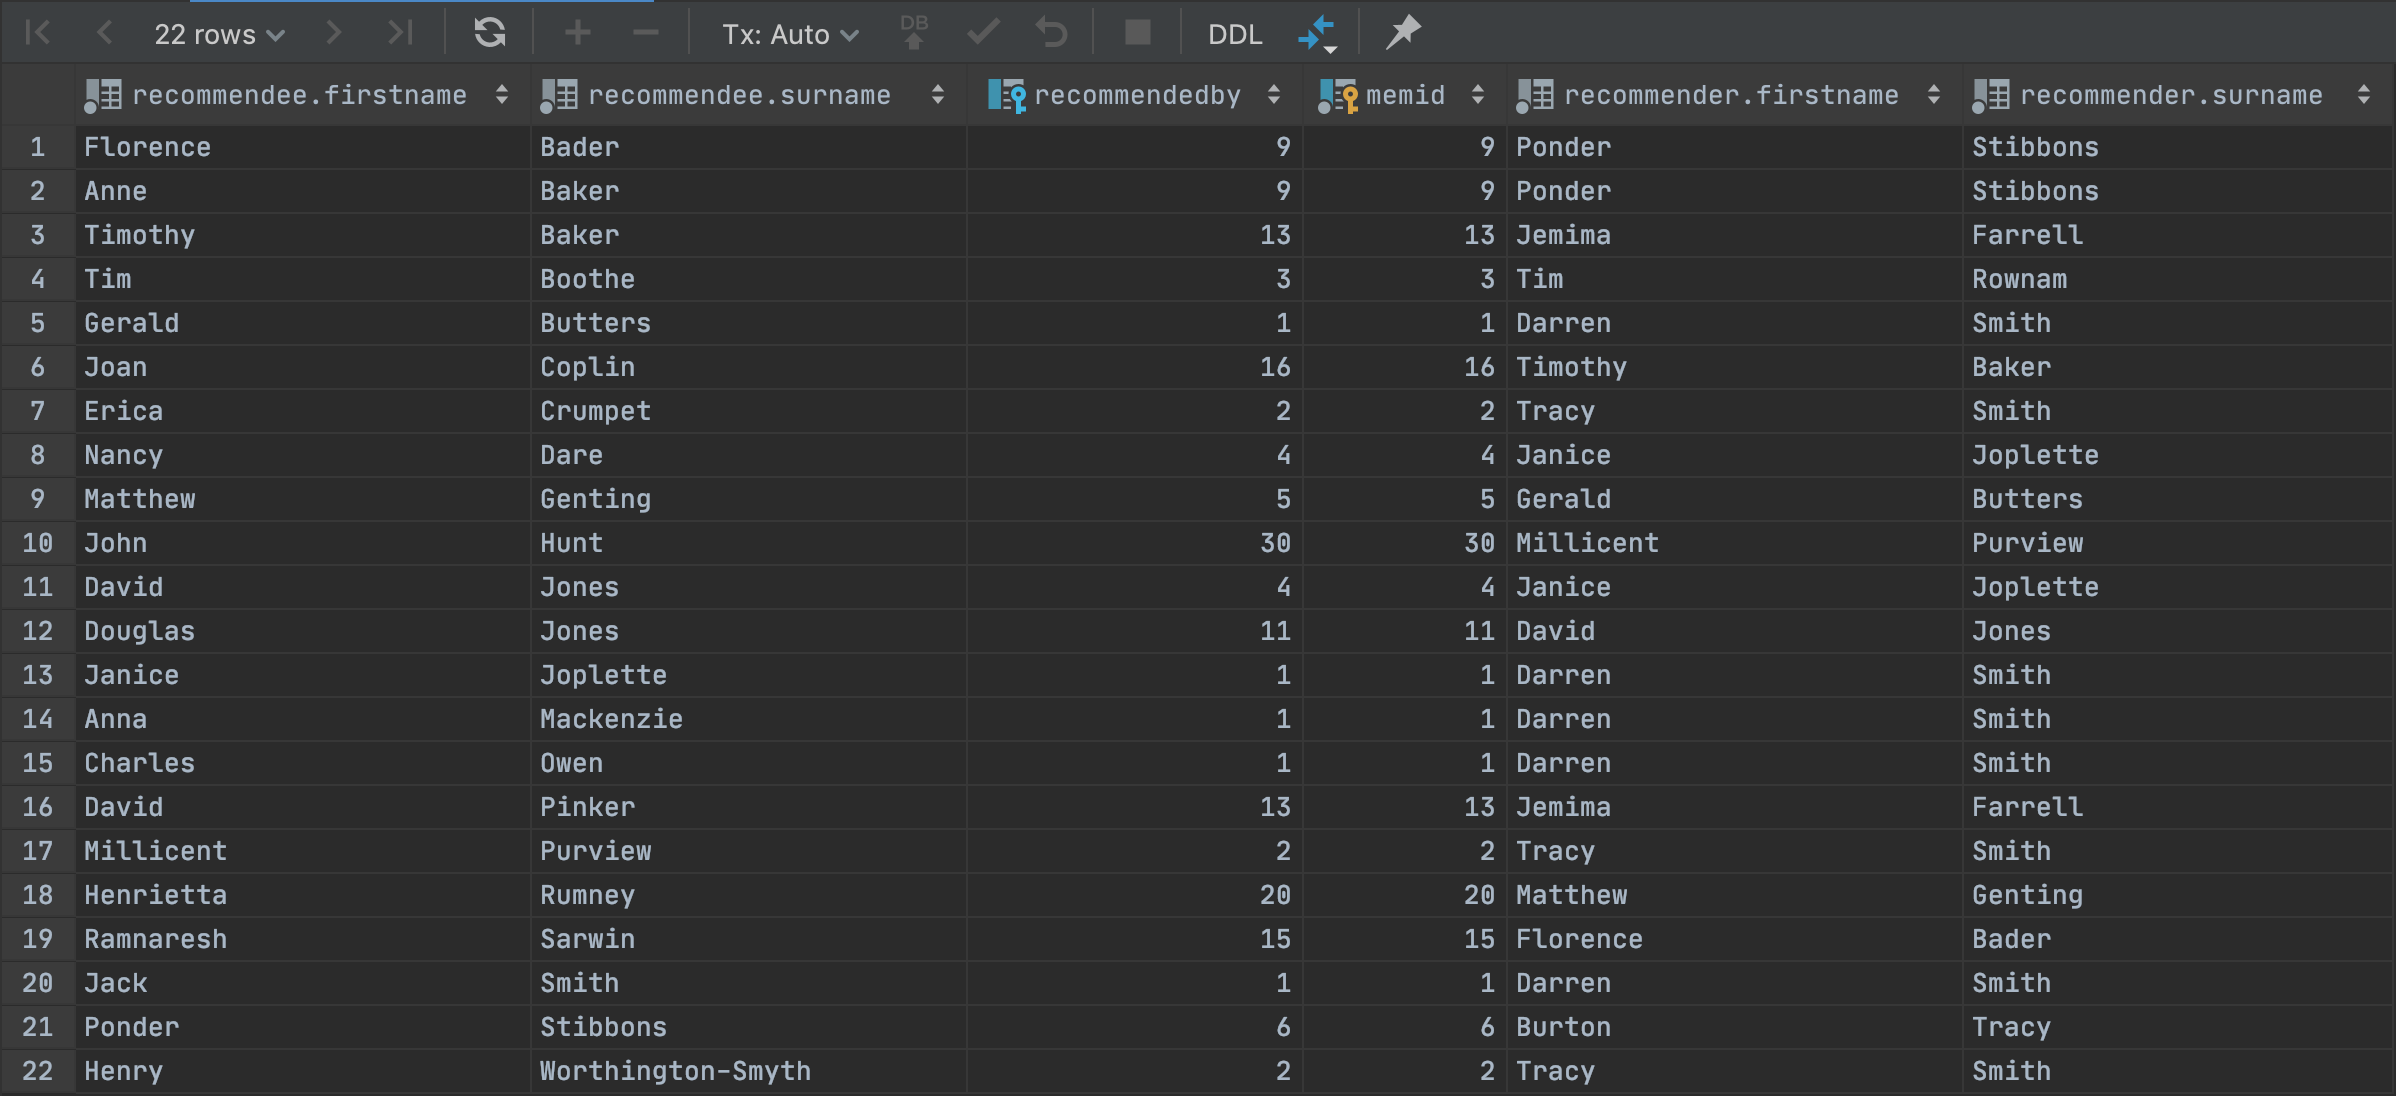 22 rows Tx: Auto DB DDL
recommendee.firstname recommendee.surname recommendedby memid recommender.firstname recommender.surname
1 Florence Bader 9 9 Ponder Stibbons
2 Anne Baker 9 9 Ponder Stibbons
3 Timothy Baker 13 13 Jemima Farrell
4 Tim Boothe 3 3 Tim Rownam
5 Gerald Butters 1 1 Darren Smith
6 Joan Coplin 16 16 Timothy Baker
7 Erica Crumpet 2 2 Tracy Smith
8 Nancy Dare 4 4 Janice Joplette
9 Matthew Genting 5 5 Gerald Butters
10 John Hunt 30 30 Millicent Purview
11 David Jones 4 4 Janice Joplette
12 Douglas Jones 11 11 David Jones
13 Janice Joplette 1 1 Darren Smith
14 Anna Mackenzie 1 1 Darren Smith
15 Charles Owen 1 1 Darren Smith
16 David Pinker 13 13 Jemima Farrell
17 Millicent Purview 2 2 Tracy Smith
18 Henrietta Rumney 20 20 Matthew Genting
19 Ramnaresh Sarwin 15 15 Florence Bader
20 Jack Smith 1 1 Darren Smith
21 Ponder Stibbons 6 6 Burton Tracy
22 Henry Worthington-Smyth 2 2 Tracy Smith